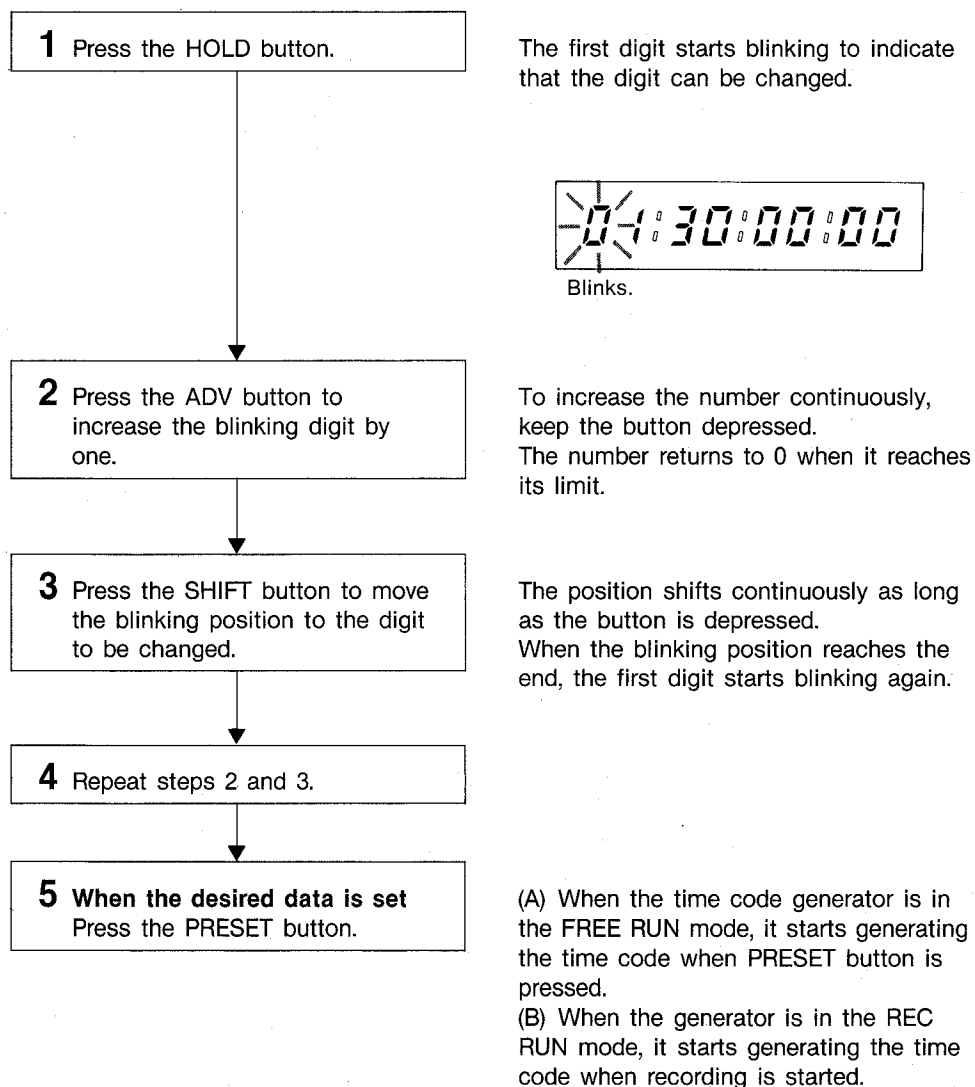 1 Press the HOLD button.
The first digit starts blinking to indicate
that the digit can be changed.
01:30:00:00
Blinks.
2 Press the ADV button to
increase the blinking digit by
one.
To increase the number continuously,
keep the button depressed.
The number returns to 0 when it reaches
its limit.
3 Press the SHIFT button to move
the blinking position to the digit
to be changed.
The position shifts continuously as long
as the button is depressed.
When the blinking position reaches the
end, the first digit starts blinking again.
4 Repeat steps 2 and 3.
5 When the desired data is set
Press the PRESET button.
(A) When the time code generator is in
the FREE RUN mode, it starts generating
the time code when PRESET button is
pressed.
(B) When the generator is in the REC
RUN mode, it starts generating the time
code when recording is started.